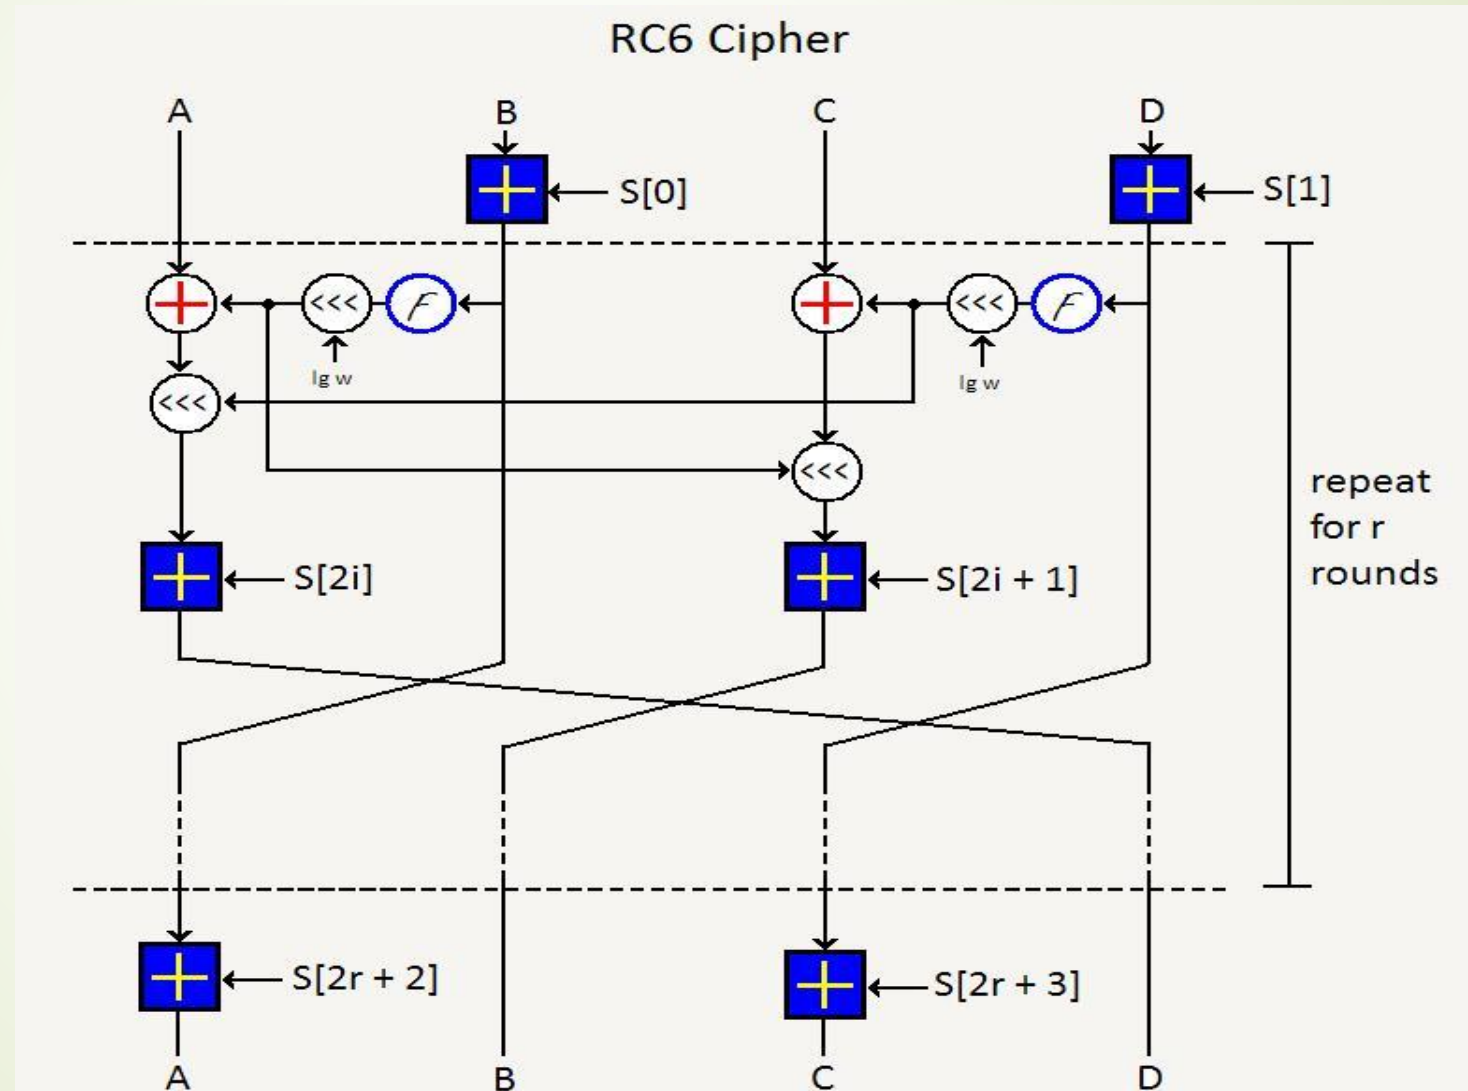 RC6 Cipher
A B C D
S[0] S[1]
<<< F <<< F
lg w lg w
<<<
<<<
repeat
for r
rounds
S[2i] S[2i + 1]
S[2r + 2] S[2r + 3]
A B C D